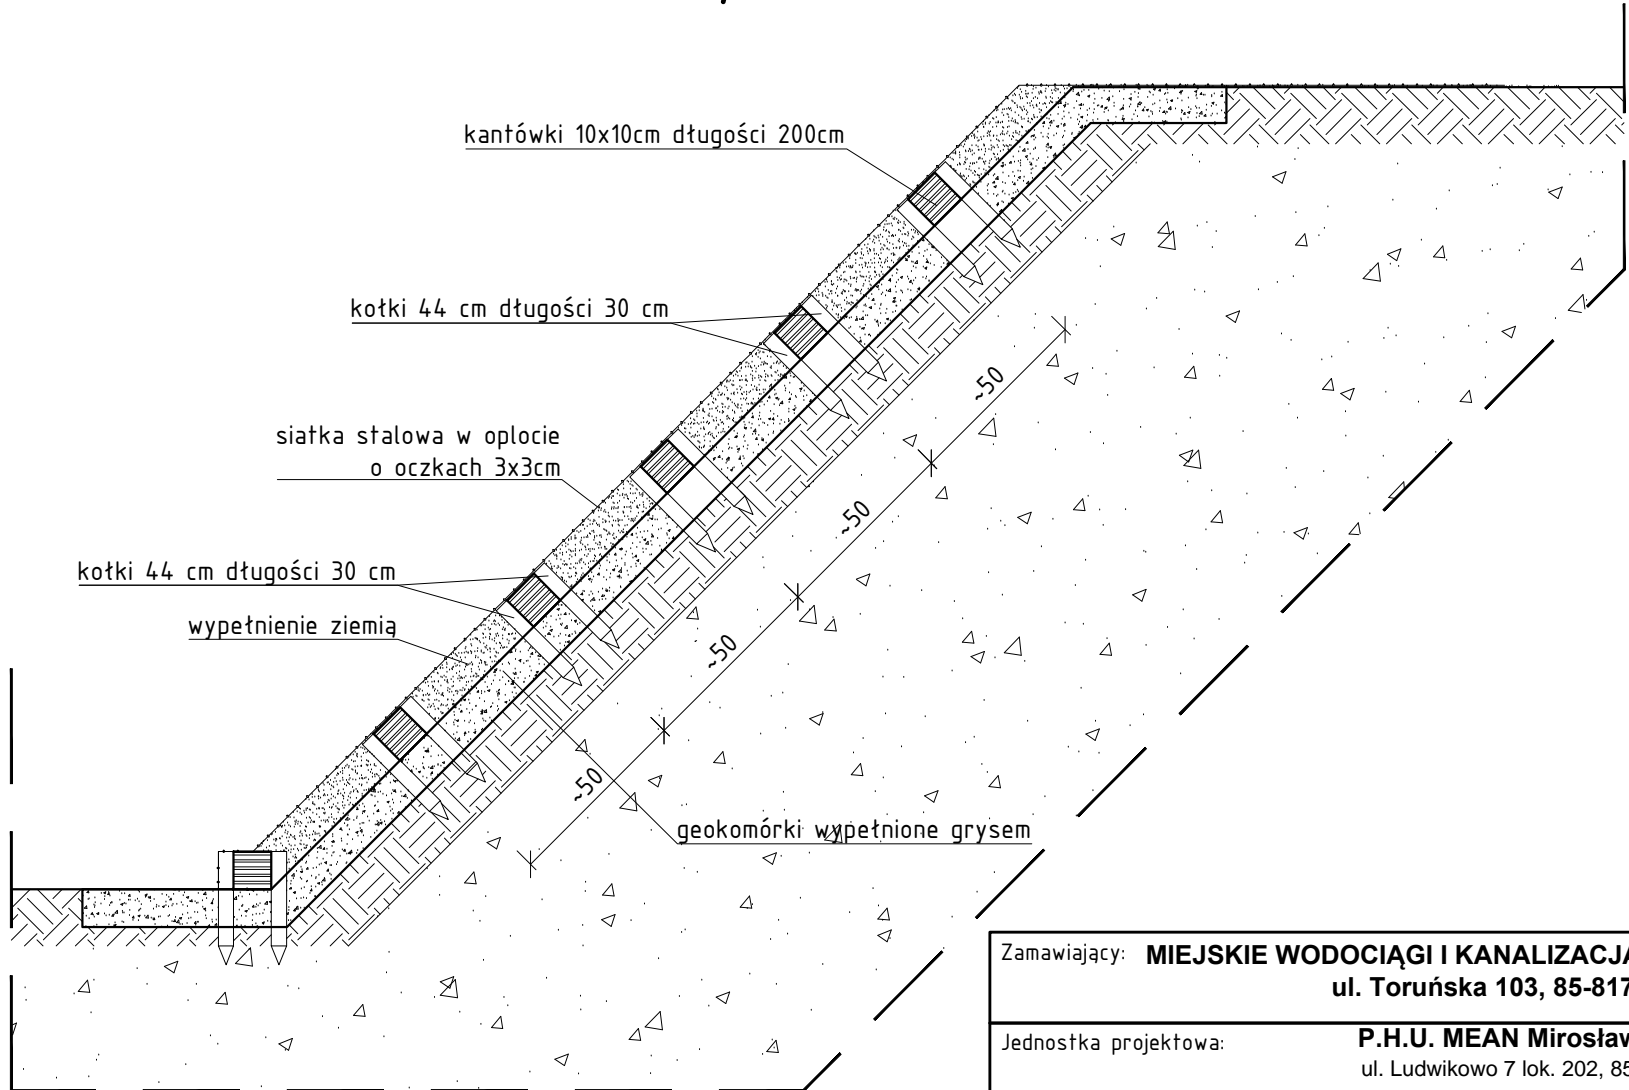 kantówki 10x10cm długości 200cm
kołki 44 cm długości 30 cm
siatka stalowa w oplocie
o oczkach 3x3cm
kołki 44 cm długości 30 cm
wypełnienie ziemią
~50
~50
~50
~50
geokomórki wypełnione grysem
Zamawiający: MIEJSKIE WODOCIĄGI I KANALIZACJA
ul. Toruńska 103, 85-817
Jednostka projektowa: P.H.U. MEAN Mirosław
ul. Ludwikowo 7 lok. 202, 85